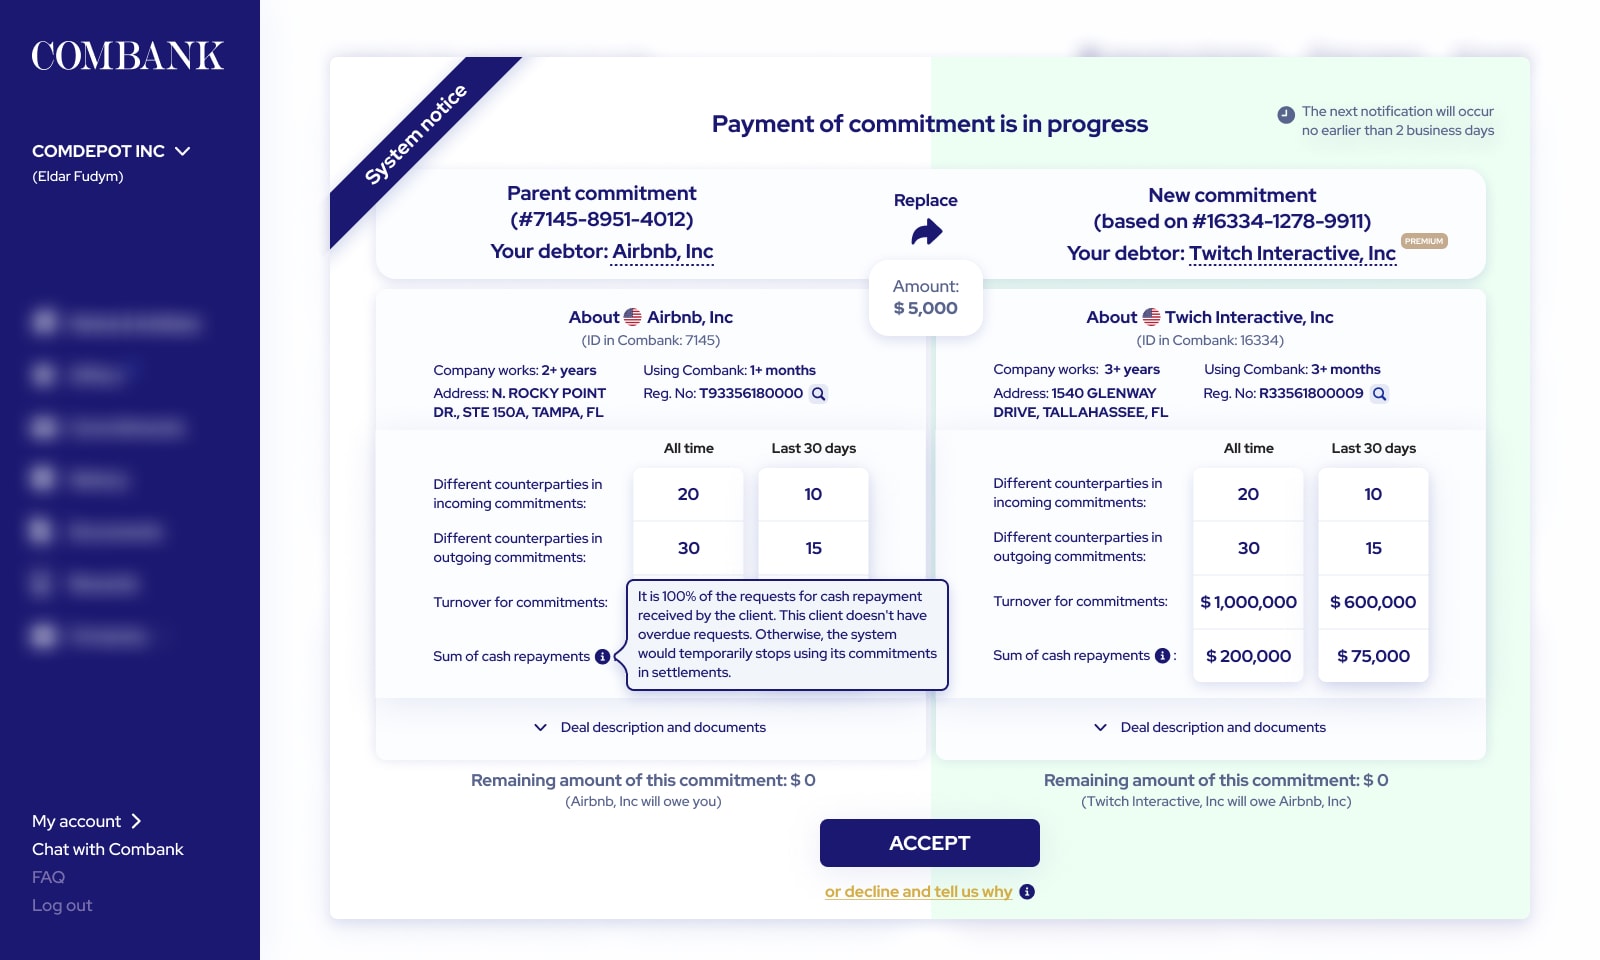 COMBANK
COMDEPOT INC
(Eldar Fudym)
My account
Chat with Combank
FAQ
Log out
System notice
Payment of commitment is in progress
The next notification will occur
no earlier than 2 business days
Parent commitment
(#7145-8951-4012)
Your debtor: Airbnb, Inc
Replace
Amount:
$ 5,000
New commitment
(based on #16334-1278-9911)
Your debtor: Twitch Interactive, Inc
PREMIUM
About Airbnb, Inc
(ID in Combank: 7145)
Company works: 2+ years
Using Combank: 1+ months
Address: N. ROCKY POINT
DR., STE 150A, TAMPA, FL
Reg. No: T93356180000
All time
Last 30 days
Different counterparties in
incoming commitments:
20
10
Different counterparties in
outgoing commitments:
30
15
Turnover for commitments:
Sum of cash repayments
It is 100% of the requests for cash repayment
received by the client. This client doesn't have
overdue requests. Otherwise, the system
would temporarily stops using its commitments
in settlements.
Deal description and documents
Remaining amount of this commitment: $ 0
(Airbnb, Inc will owe you)
About Twich Interactive, Inc
(ID in Combank: 16334)
Company works: 3+ years
Using Combank: 3+ months
Address: 1540 GLENWAY
DRIVE, TALLAHASSEE, FL
Reg. No: R33561800009
All time
Last 30 days
Different counterparties in
incoming commitments:
20
10
Different counterparties in
outgoing commitments:
30
15
Turnover for commitments:
$ 1,000,000
$ 600,000
Sum of cash repayments :
$ 200,000
$ 75,000
Deal description and documents
Remaining amount of this commitment: $ 0
(Twitch Interactive, Inc will owe Airbnb, Inc)
ACCEPT
or decline and tell us why